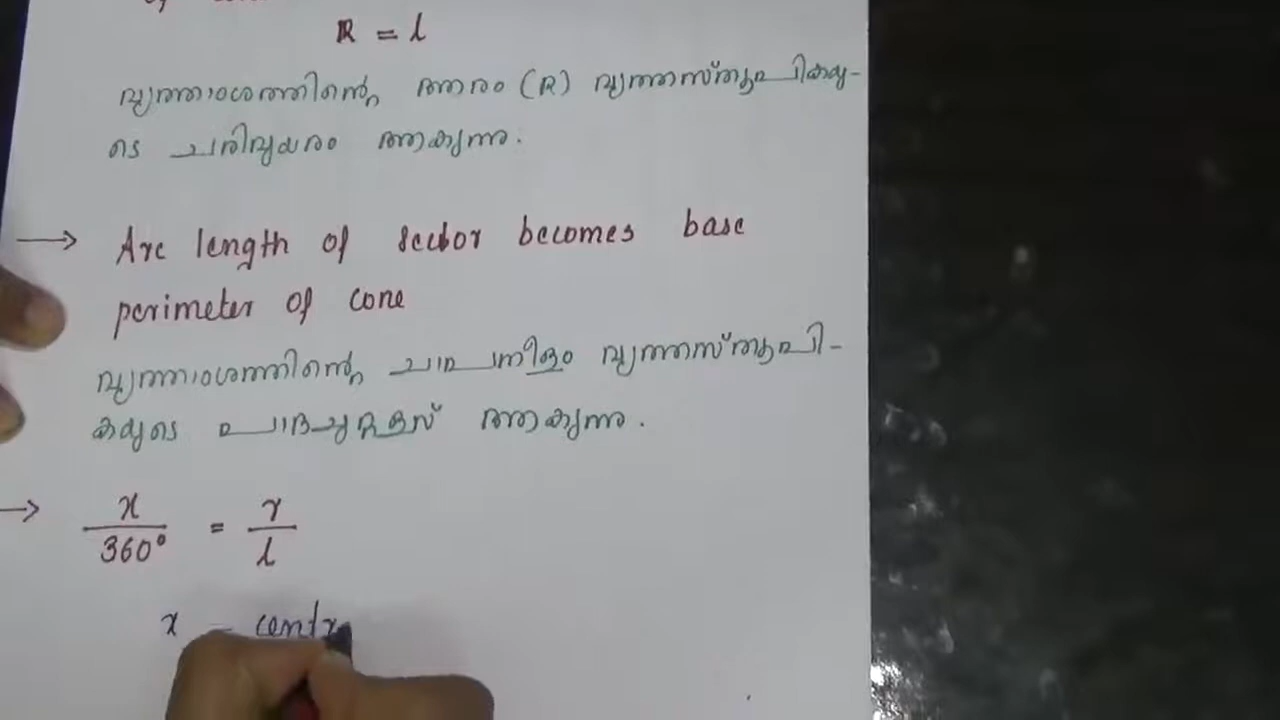 R = l
വൃത്താംശത്തിന്റെ ആരം (R) വൃത്തസ്തൂപികയു-
ടെ ചരിവുയരം ആകുന്നു.
→ Arc length of sector becomes base
perimeter of cone
വൃത്താംശത്തിന്റെ ചാപനീളം വൃത്തസ്തൂപി-
കയുടെ പാദചുറ്റളവ് ആകുന്നു.
→ x/360° = r/l
x – centr